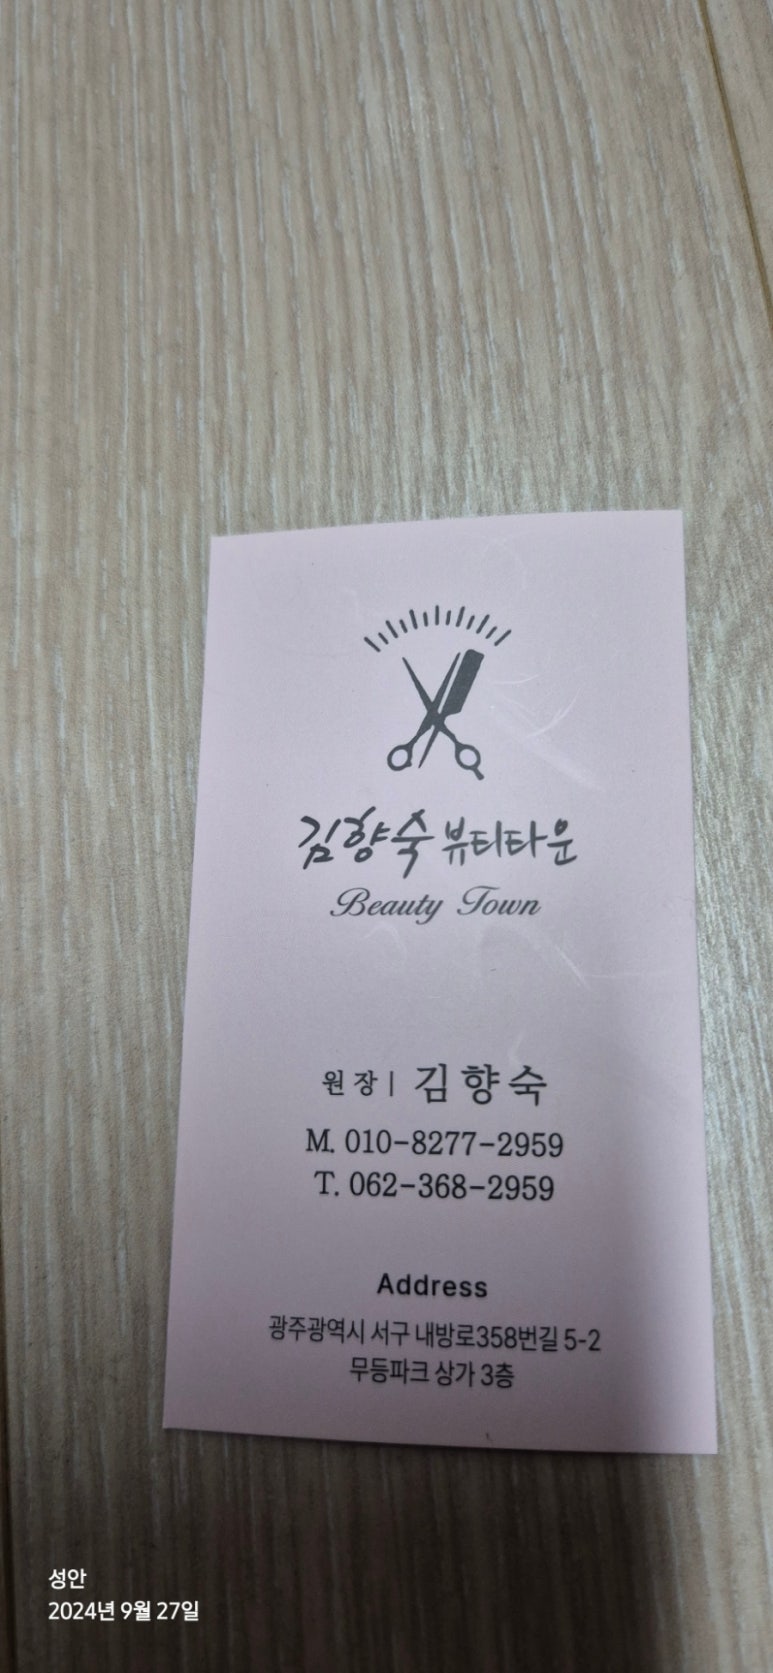 김향숙 뷰티타운
Beauty Town
원장 | 김향숙
M. 010-8277-2959
T. 062-368-2959
Address
광주광역시 서구 내방로358번길 5-2
무등파크 상가 3층
성안
2024년 9월 27일